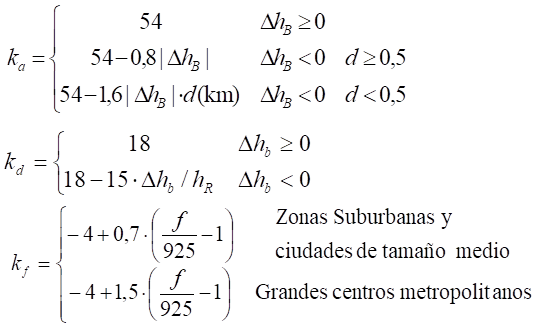 54 Δh_B ≥ 0
k_a = { 54 − 0,8 | Δh_B | Δh_B < 0 d ≥ 0,5
54 − 1,6 | Δh_B | · d(km) Δh_B < 0 d < 0,5
18 Δh_b ≥ 0
k_d = { 18 − 15 · Δh_b / h_R Δh_b < 0
− 4 + 0,7 · ( f / 925 − 1 ) Zonas Suburbanas y
k_f = { ciudades de tamaño medio
− 4 + 1,5 · ( f / 925 − 1 ) Grandes centros metropolitanos